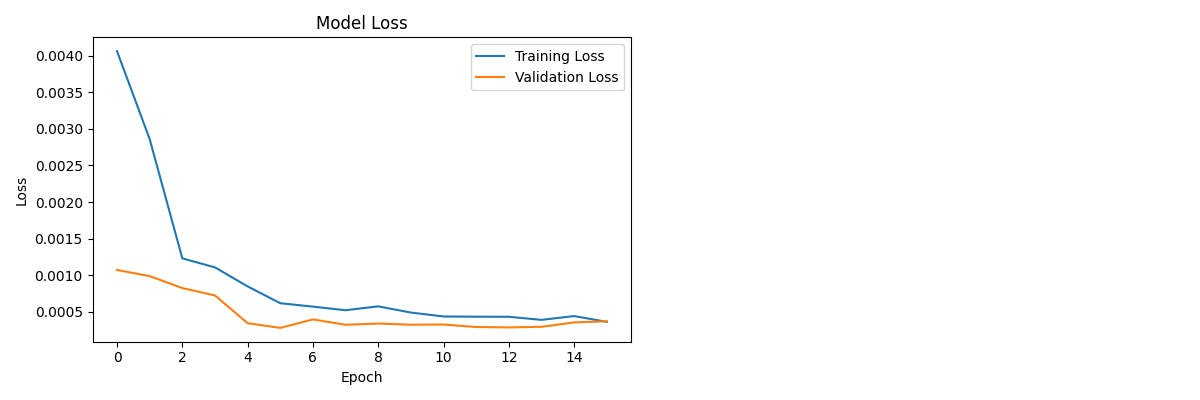 Model Loss
Training Loss
Validation Loss
0.0040
0.0035
0.0030
0.0025
0.0020
0.0015
0.0010
0.0005
Loss
0 2 4 6 8 10 12 14
Epoch